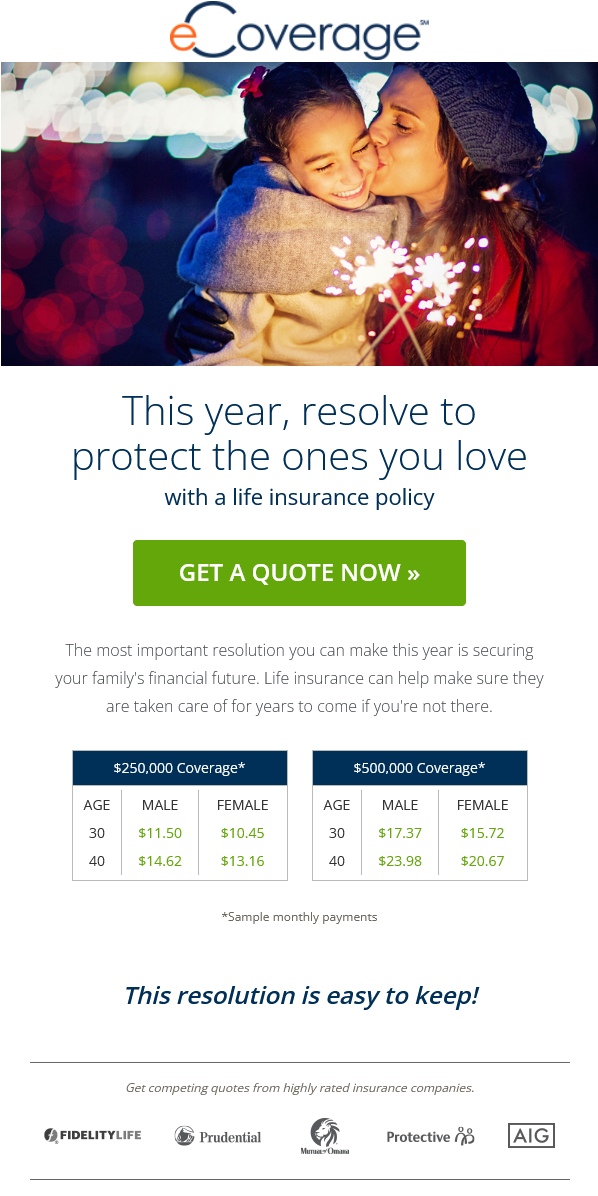 eCoverage℠
This year, resolve to
protect the ones you love
with a life insurance policy
GET A QUOTE NOW »
The most important resolution you can make this year is securing
your family's financial future. Life insurance can help make sure they
are taken care of for years to come if you're not there.
$250,000 Coverage*
AGE MALE FEMALE
30 $11.50 $10.45
40 $14.62 $13.16
$500,000 Coverage*
AGE MALE FEMALE
30 $17.37 $15.72
40 $23.98 $20.67
*Sample monthly payments
This resolution is easy to keep!
Get competing quotes from highly rated insurance companies.
FIDELITYLIFE Prudential Mutual of Omaha Protective AIG